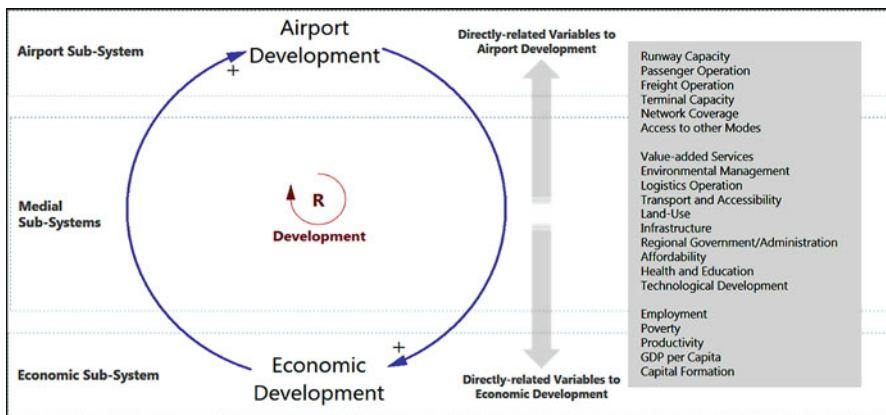 Airport Sub-System
Airport
Development
+
Directly-related Variables to
Airport Development
Runway Capacity
Passenger Operation
Freight Operation
Terminal Capacity
Network Coverage
Access to other Modes
Value-added Services
Environmental Management
Logistics Operation
Transport and Accessibility
Land-Use
Infrastructure
Regional Government/Administration
Affordability
Health and Education
Technological Development
Employment
Poverty
Productivity
GDP per Capita
Capital Formation
Medial
Sub-Systems
R
Development
+
Economic Sub-System
Economic
Development
Directly-related Variables to
Economic Development